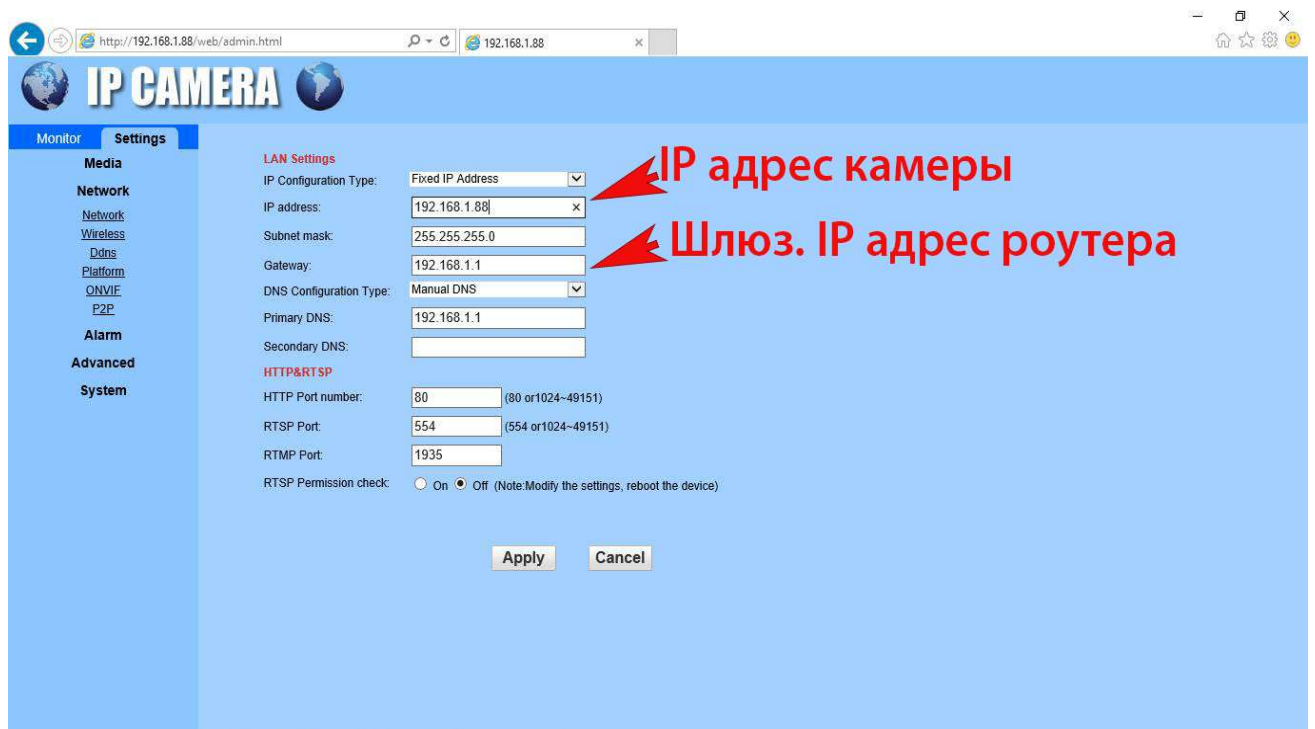 http://192.168.1.88/web/admin.html
192.168.1.88
IP CAMERA
Monitor Settings
Media
Network
Network
Wireless
Ddns
Platform
ONVIF
P2P
Alarm
Advanced
System
LAN Settings
IP Configuration Type: Fixed IP Address
IP адрес камеры
IP address: 192.168.1.88
Subnet mask: 255.255.255.0
Шлюз. IP адрес роутера
Gateway: 192.168.1.1
DNS Configuration Type: Manual DNS
Primary DNS: 192.168.1.1
Secondary DNS:
HTTP&RTSP
HTTP Port number: 80 (80 or1024~49151)
RTSP Port: 554 (554 or1024~49151)
RTMP Port: 1935
RTSP Permission check: On Off (Note:Modify the settings, reboot the device)
Apply Cancel